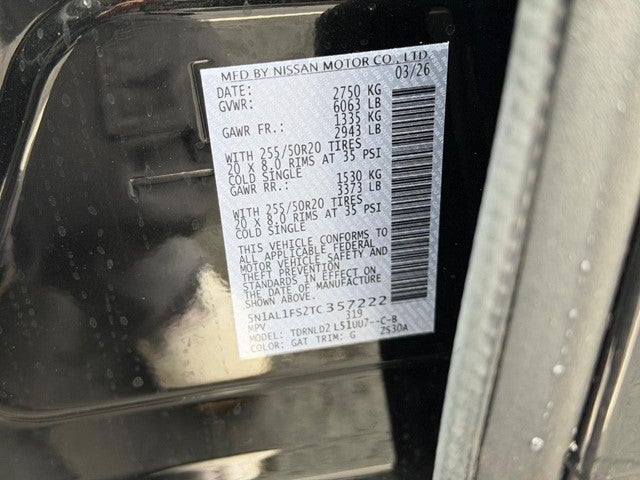 MFD BY NISSAN MOTOR CO., LTD.
DATE: 03/26
GVWR: 2750 KG
6063 LB
GAWR FR.: 1335 KG
2943 LB
WITH 255/50R20 TIRES
20 X 8.0 RIMS AT 35 PSI
COLD SINGLE
GAWR RR.: 1530 KG
3373 LB
WITH 255/50R20 TIRES
20 X 8.0 RIMS AT 35 PSI
COLD SINGLE
THIS VEHICLE CONFORMS TO
ALL APPLICABLE FEDERAL
MOTOR VEHICLE SAFETY AND
THEFT PREVENTION
STANDARDS IN EFFECT ON
THE DATE OF MANUFACTURE
SHOWN ABOVE.
5N1AL1FS2TC357222
MPV 319
MODEL: TDRNLD2 L51UU7--C-B
COLOR: GAT TRIM: G ZS30A